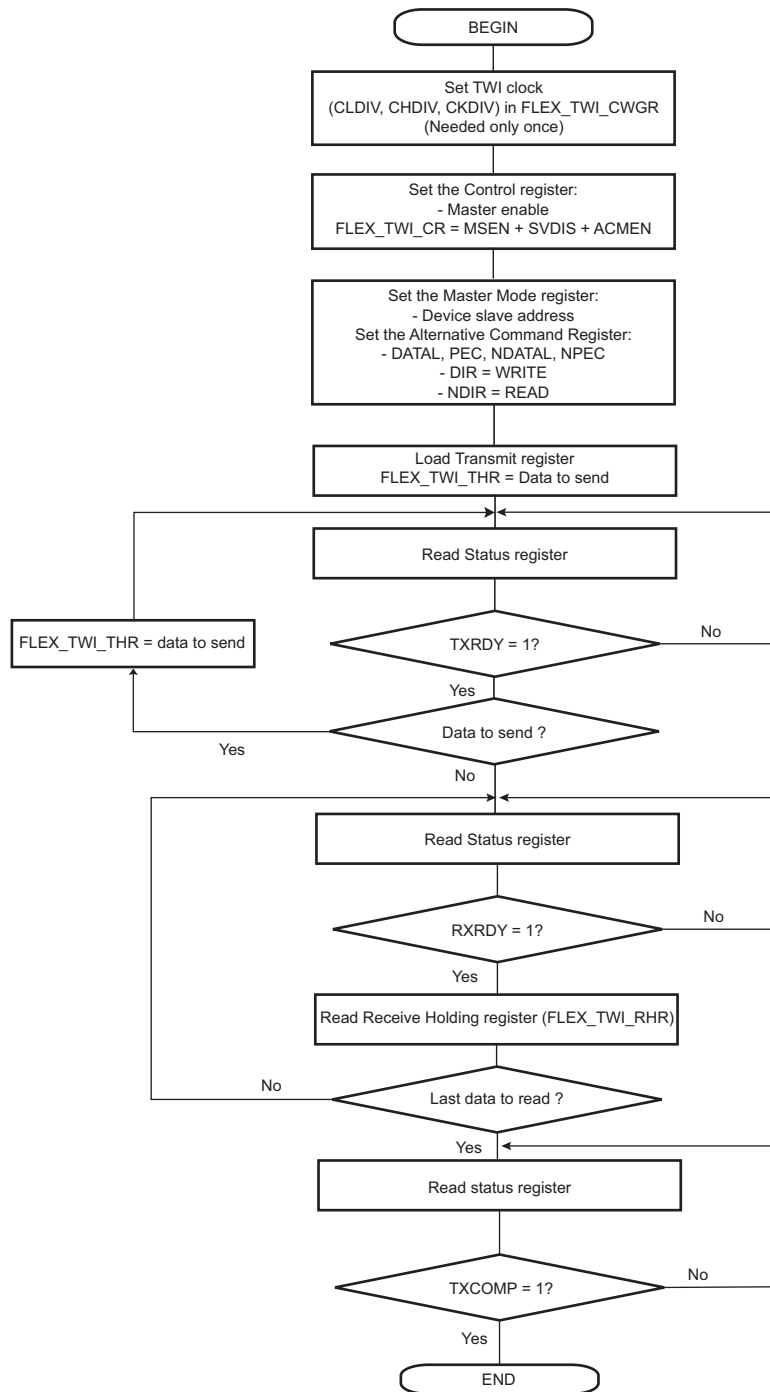 BEGIN
Set TWI clock
(CLDIV, CHDIV, CKDIV) in FLEX_TWI_CWGR
(Needed only once)
Set the Control register:
- Master enable
FLEX_TWI_CR = MSEN + SVDIS + ACMEN
Set the Master Mode register:
- Device slave address
Set the Alternative Command Register:
- DATAL, PEC, NDATAL, NPEC
- DIR = WRITE
- NDIR = READ
Load Transmit register
FLEX_TWI_THR = Data to send
Read Status register
TXRDY = 1?
No
FLEX_TWI_THR = data to send
Yes
Data to send ?
Yes
No
Read Status register
RXRDY = 1?
No
Yes
Read Receive Holding register (FLEX_TWI_RHR)
No
Last data to read ?
Yes
Read status register
TXCOMP = 1?
No
Yes
END